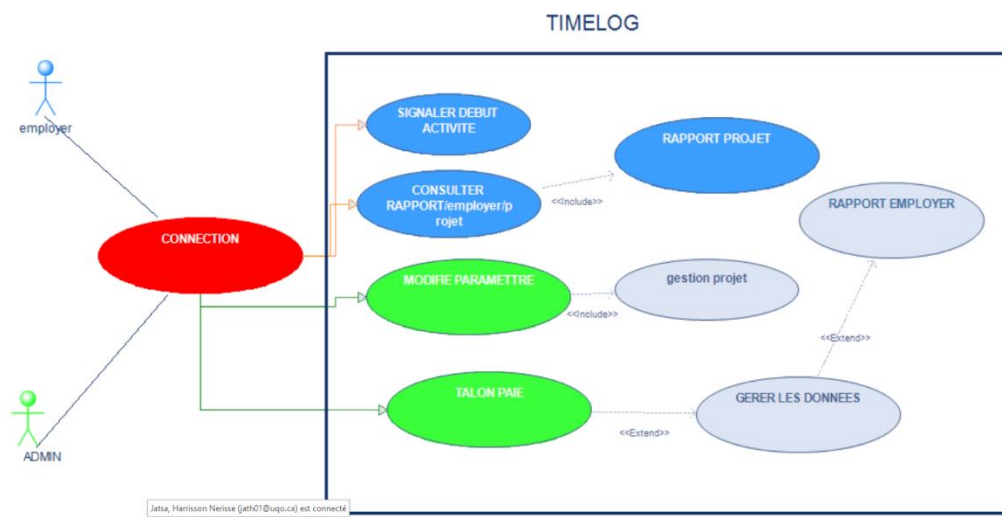 TIMELOG
employer
SIGNALER DEBUT
ACTIVITE
RAPPORT PROJET
CONSULTER
RAPPORT/employer/p
rojet
<<Include>>
RAPPORT EMPLOYER
CONNECTION
MODIFIE PARAMETTRE
gestion projet
<<Include>>
<<Extend>>
TALON PAIE
GERER LES DONNEES
<<Extend>>
ADMIN
Jatsa, Harrisson Nerisse (jath01@uqo.ca) est connecté